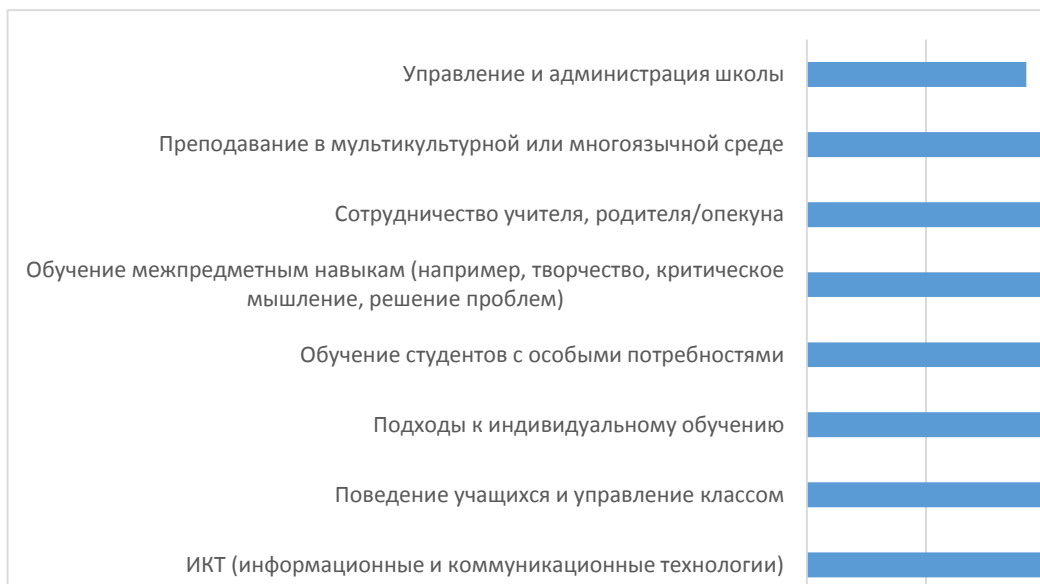 Управление и администрация школы
Преподавание в мультикультурной или многоязычной среде
Сотрудничество учителя, родителя/опекуна
Обучение межпредметным навыкам (например, творчество, критическое
мышление, решение проблем)
Обучение студентов с особыми потребностями
Подходы к индивидуальному обучению
Поведение учащихся и управление классом
ИКТ (информационные и коммуникационные технологии)